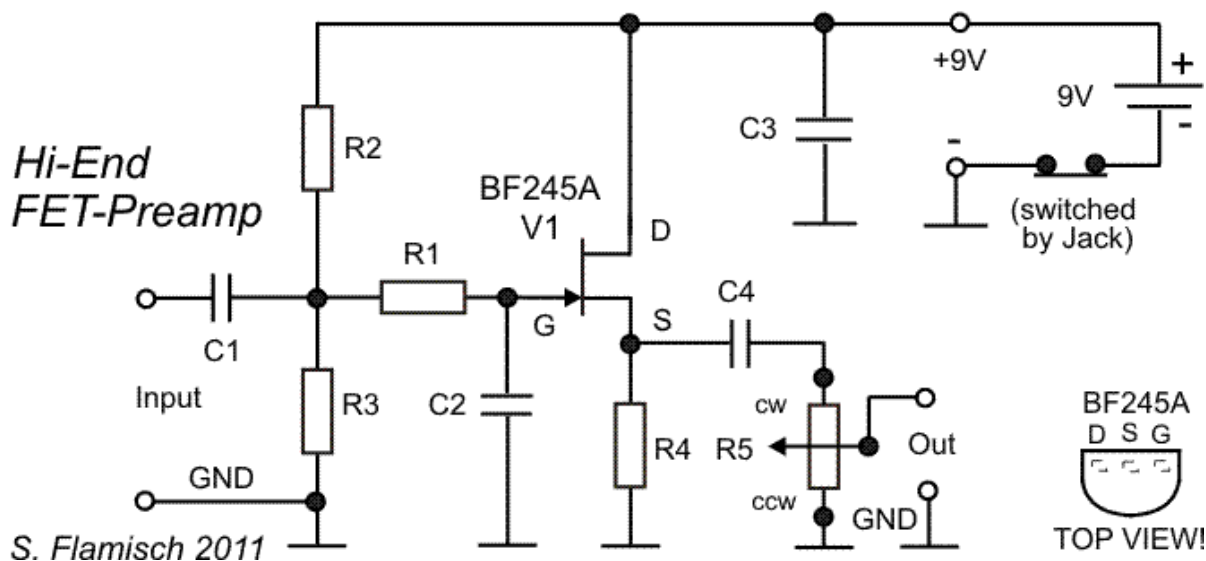 +9V
9V
+
-
-
(switched
by Jack)
C3
R2
Hi-End
FET-Preamp
BF245A
V1
D
R1
G
S
C4
C1
Input
R3
C2
R4
cw
R5
ccw
Out
GND
GND
BF245A
D S G
TOP VIEW!
S. Flamisch 2011